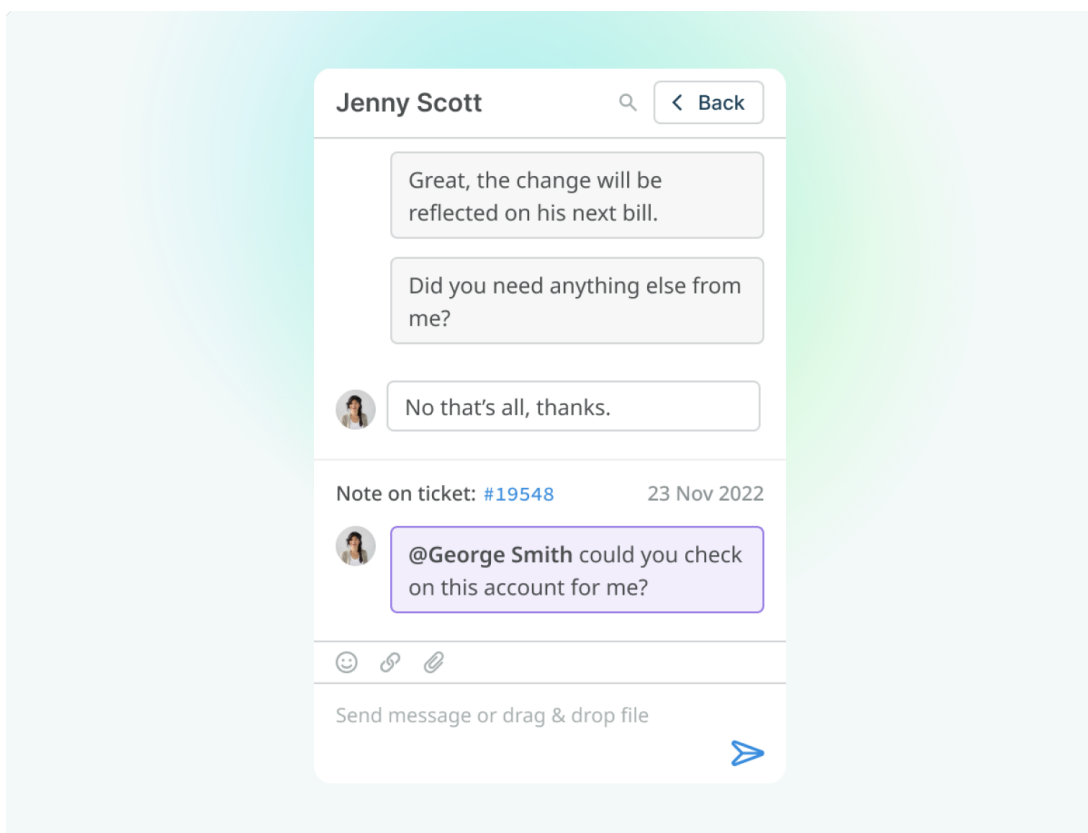 Jenny Scott
Back
Great, the change will be
reflected on his next bill.
Did you need anything else from
me?
No that’s all, thanks.
Note on ticket: #19548
23 Nov 2022
@George Smith could you check
on this account for me?
Send message or drag & drop file